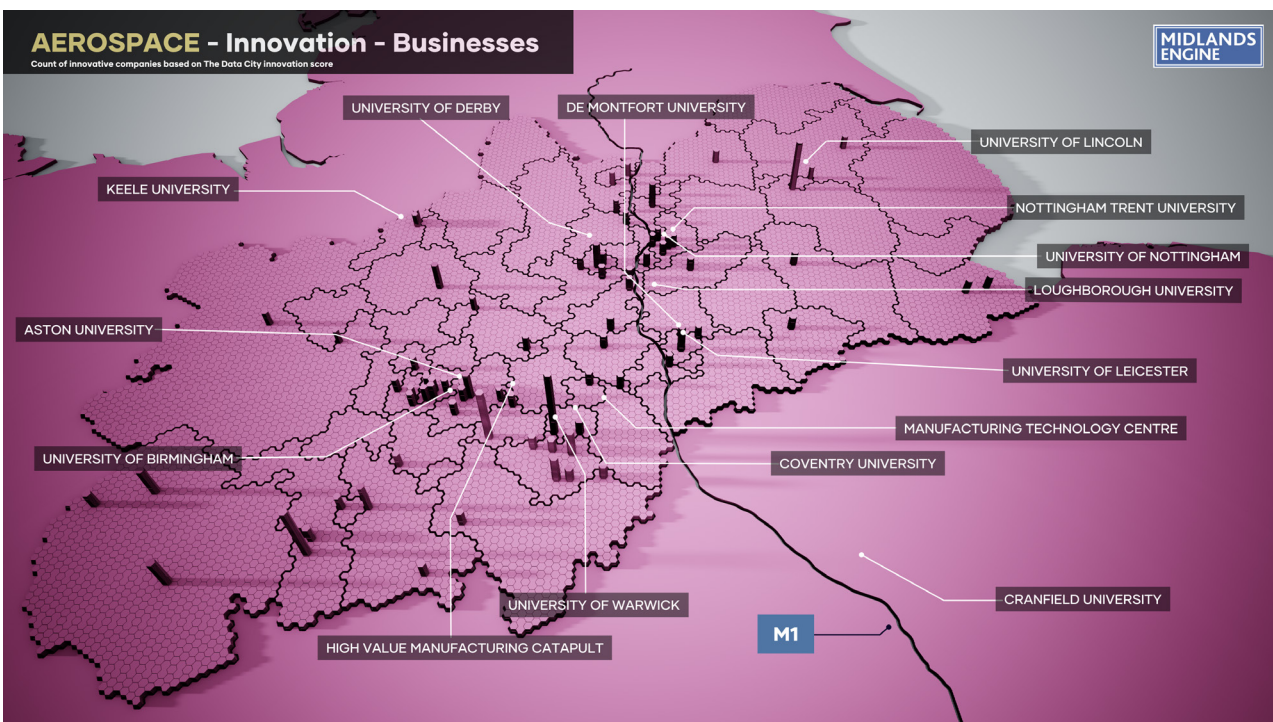 AEROSPACE - Innovation - Businesses
Count of innovative companies based on The Data City innovation score
MIDLANDS
ENGINE
UNIVERSITY OF DERBY
DE MONTFORT UNIVERSITY
UNIVERSITY OF LINCOLN
KEELE UNIVERSITY
NOTTINGHAM TRENT UNIVERSITY
UNIVERSITY OF NOTTINGHAM
LOUGHBOROUGH UNIVERSITY
ASTON UNIVERSITY
UNIVERSITY OF LEICESTER
MANUFACTURING TECHNOLOGY CENTRE
UNIVERSITY OF BIRMINGHAM
COVENTRY UNIVERSITY
CRANFIELD UNIVERSITY
UNIVERSITY OF WARWICK
M1
HIGH VALUE MANUFACTURING CATAPULT